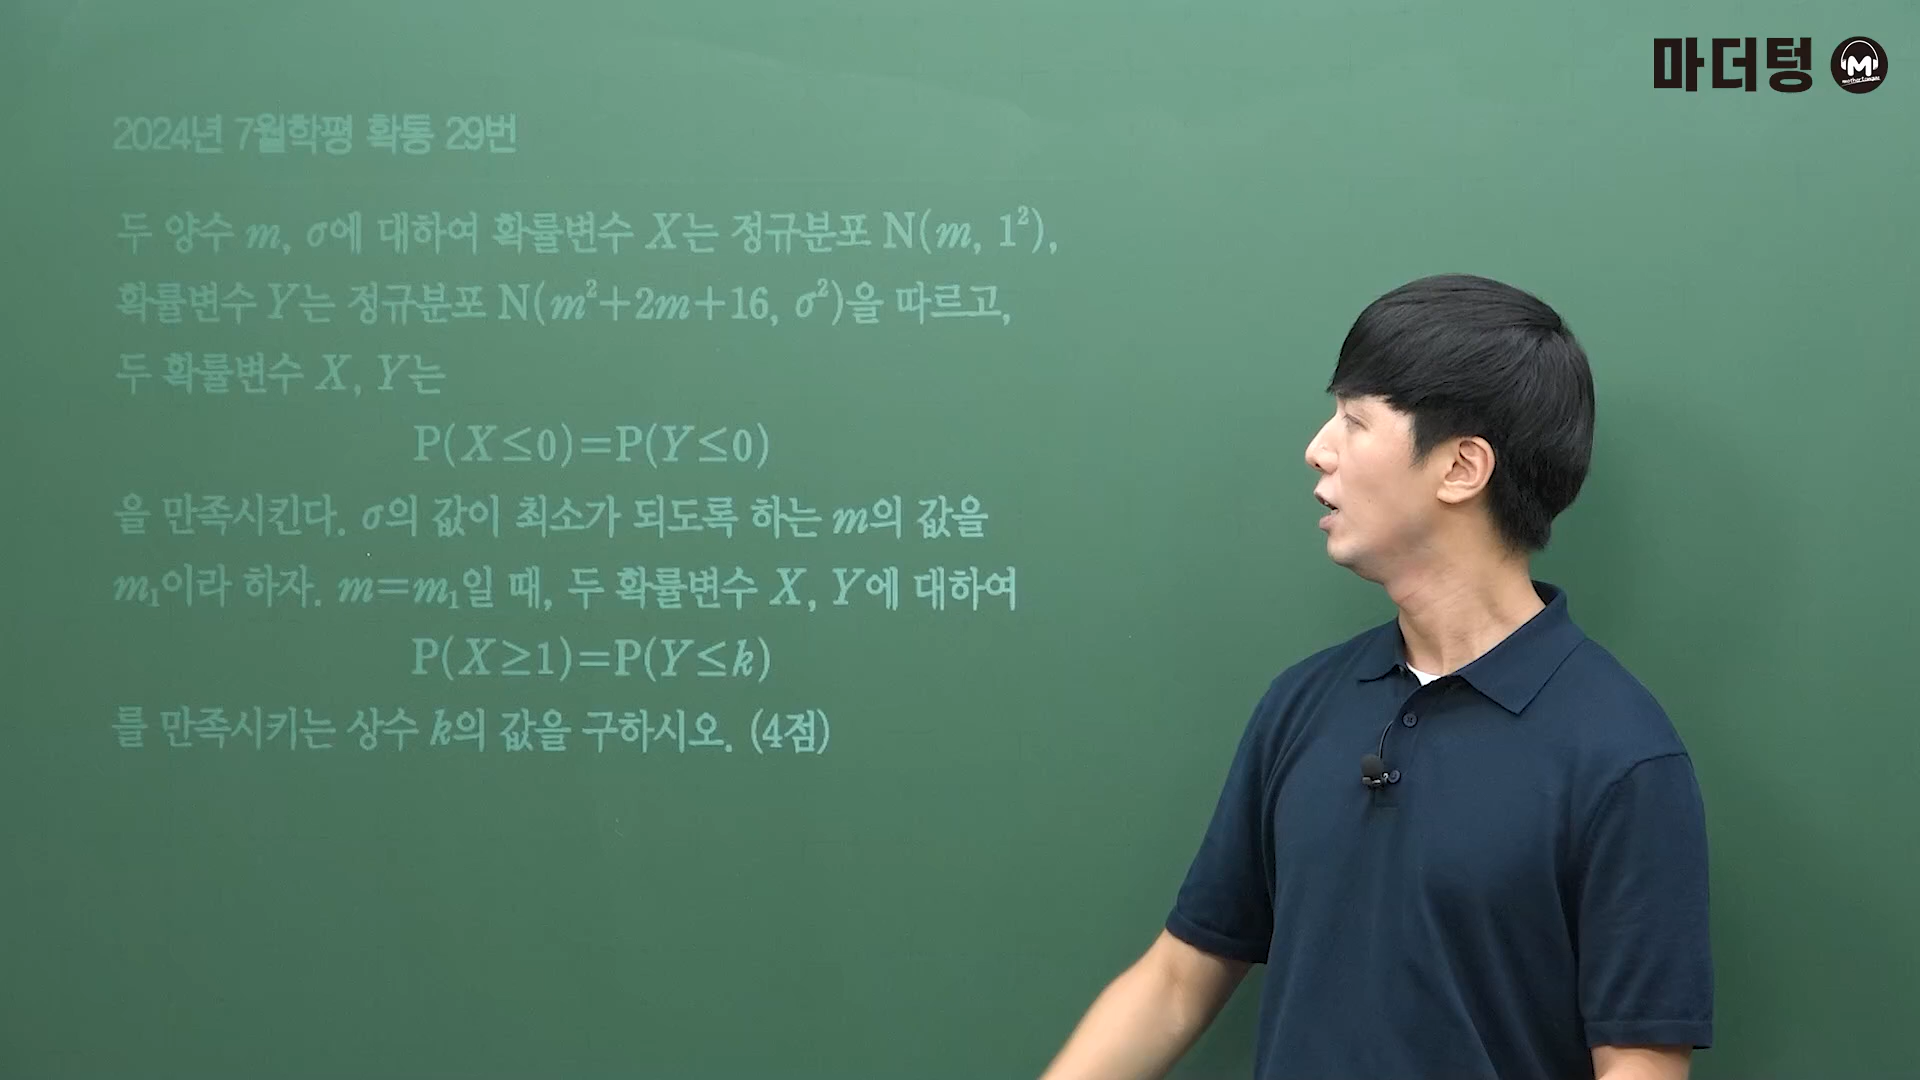 마더텅
2024년 7월학평 확통 29번
두 양수 m, σ에 대하여 확률변수 X는 정규분포 N(m, 1²),
확률변수 Y는 정규분포 N(m²+2m+16, σ²)을 따르고,
두 확률변수 X, Y는
P(X≤0)=P(Y≤0)
을 만족시킨다. σ의 값이 최소가 되도록 하는 m의 값을
m₁이라 하자. m=m₁일 때, 두 확률변수 X, Y에 대하여
P(X≥1)=P(Y≤k)
를 만족시키는 상수 k의 값을 구하시오. (4점)